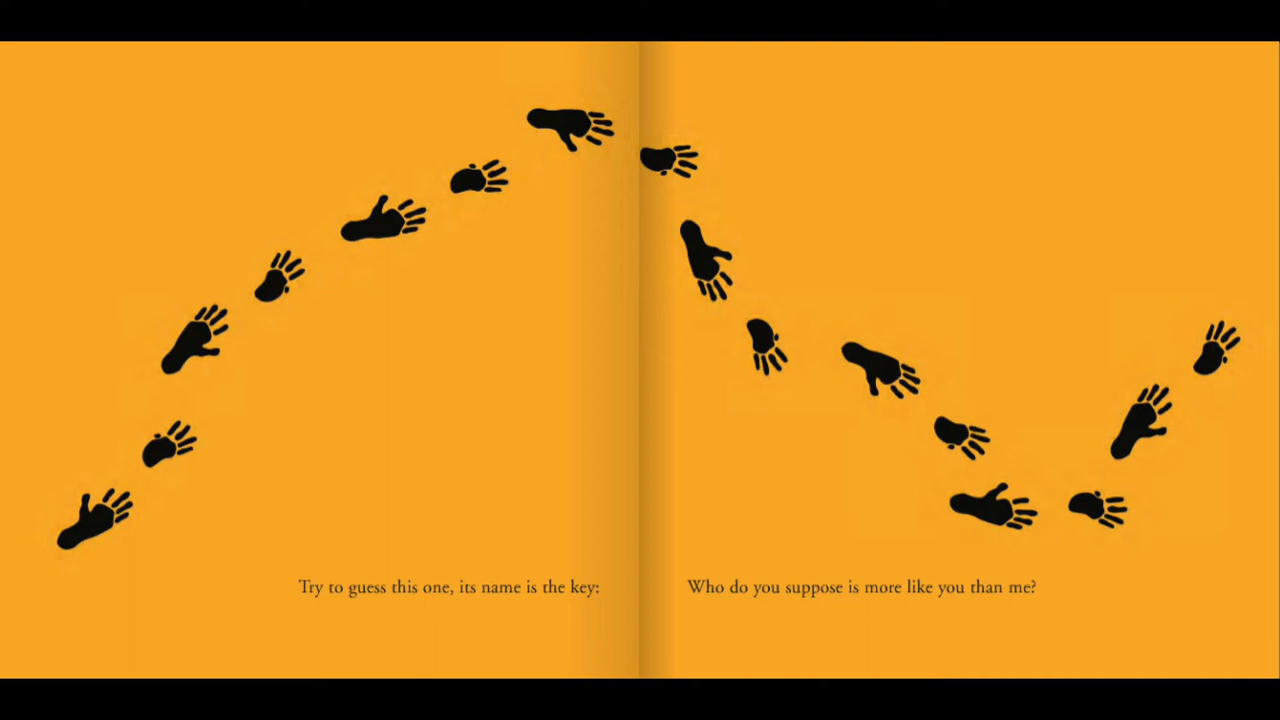 Try to guess this one, its name is the key:
Who do you suppose is more like you than me?